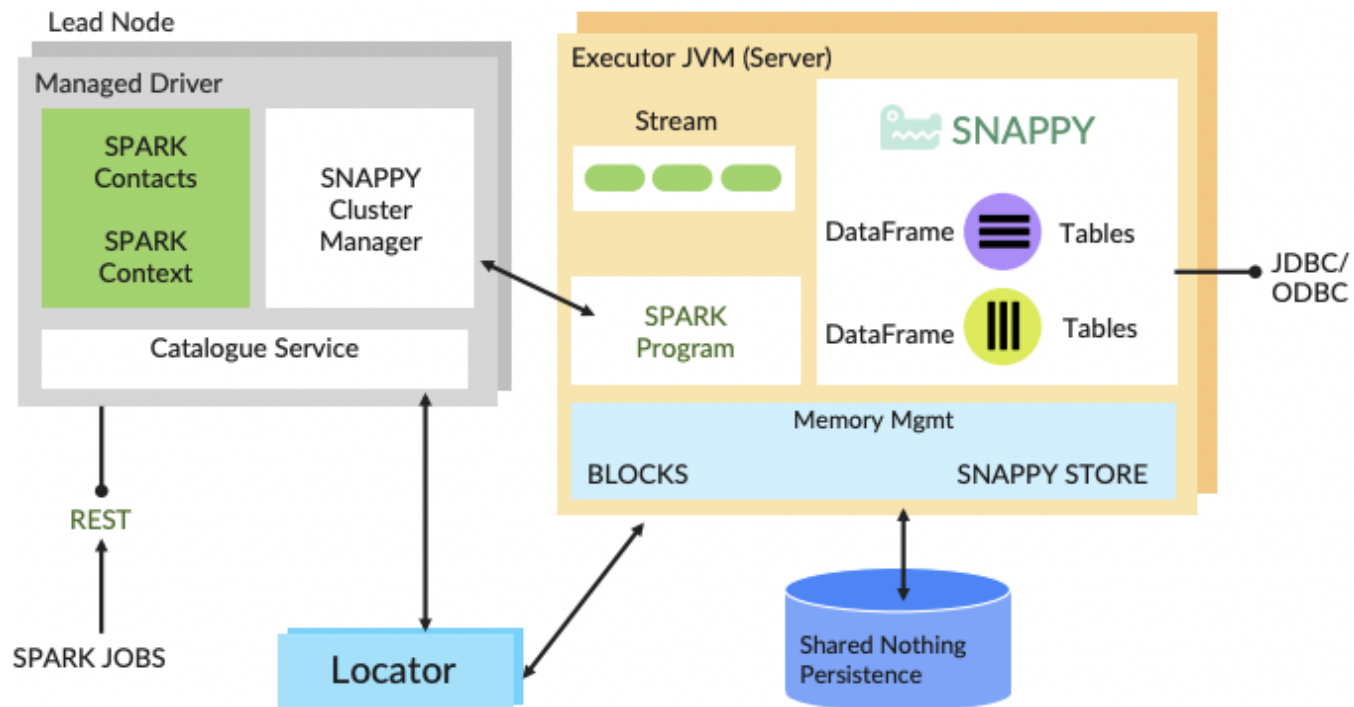 Lead Node
Managed Driver
SPARK
Contacts
SPARK
Context
SNAPPY
Cluster
Manager
Catalogue Service
REST
SPARK JOBS
Locator
Executor JVM (Server)
Stream
SPARK
Program
SNAPPY
DataFrame Tables
DataFrame Tables
JDBC/
ODBC
Memory Mgmt
BLOCKS SNAPPY STORE
Shared Nothing
Persistence